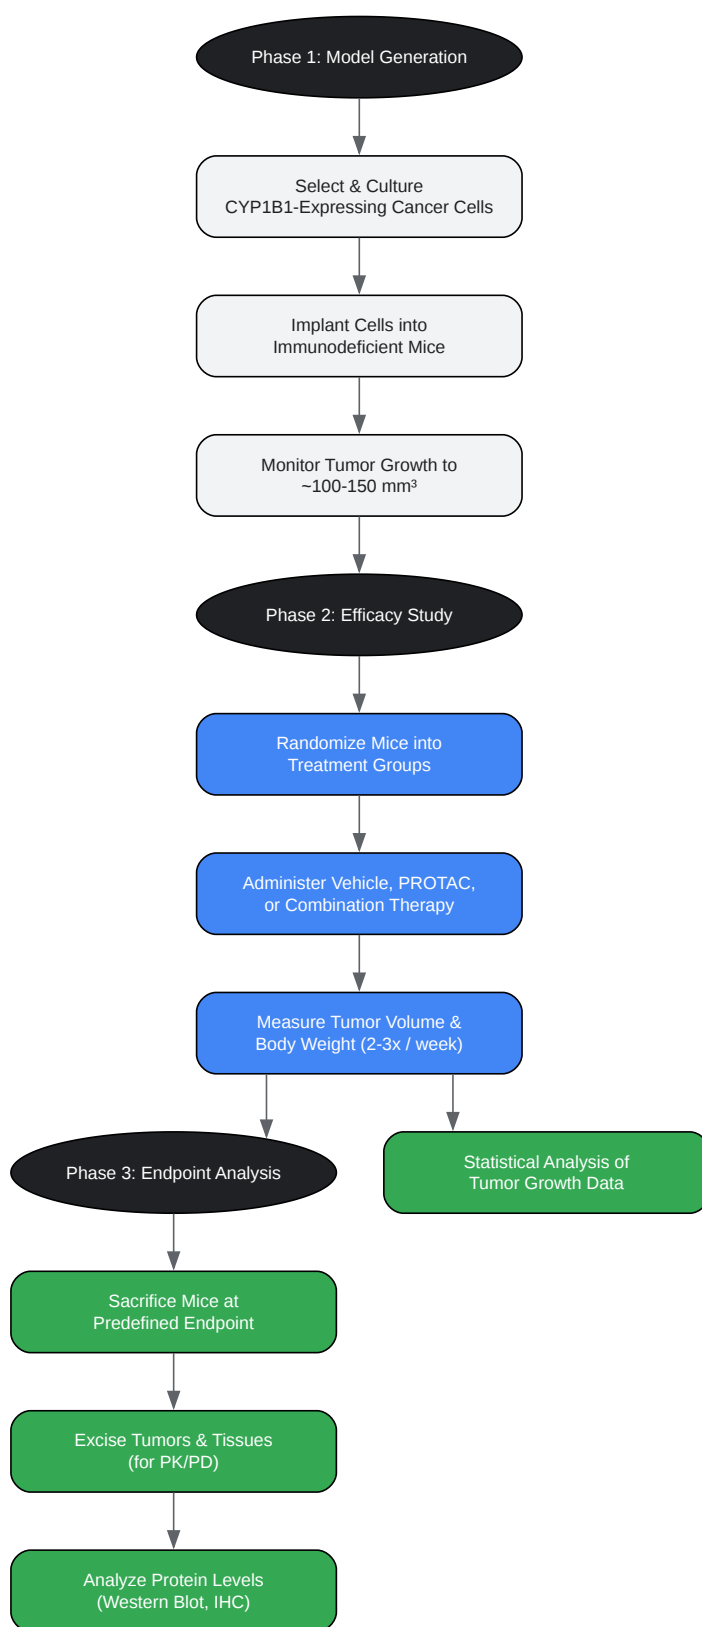 Phase 1: Model Generation
Select & Culture
CYP1B1-Expressing Cancer Cells
Implant Cells into
Immunodeficient Mice
Monitor Tumor Growth to
~100-150 mm³
Phase 2: Efficacy Study
Randomize Mice into
Treatment Groups
Administer Vehicle, PROTAC,
or Combination Therapy
Measure Tumor Volume &
Body Weight (2-3x / week)
Phase 3: Endpoint Analysis
Statistical Analysis of
Tumor Growth Data
Sacrifice Mice at
Predefined Endpoint
Excise Tumors & Tissues
(for PK/PD)
Analyze Protein Levels
(Western Blot, IHC)